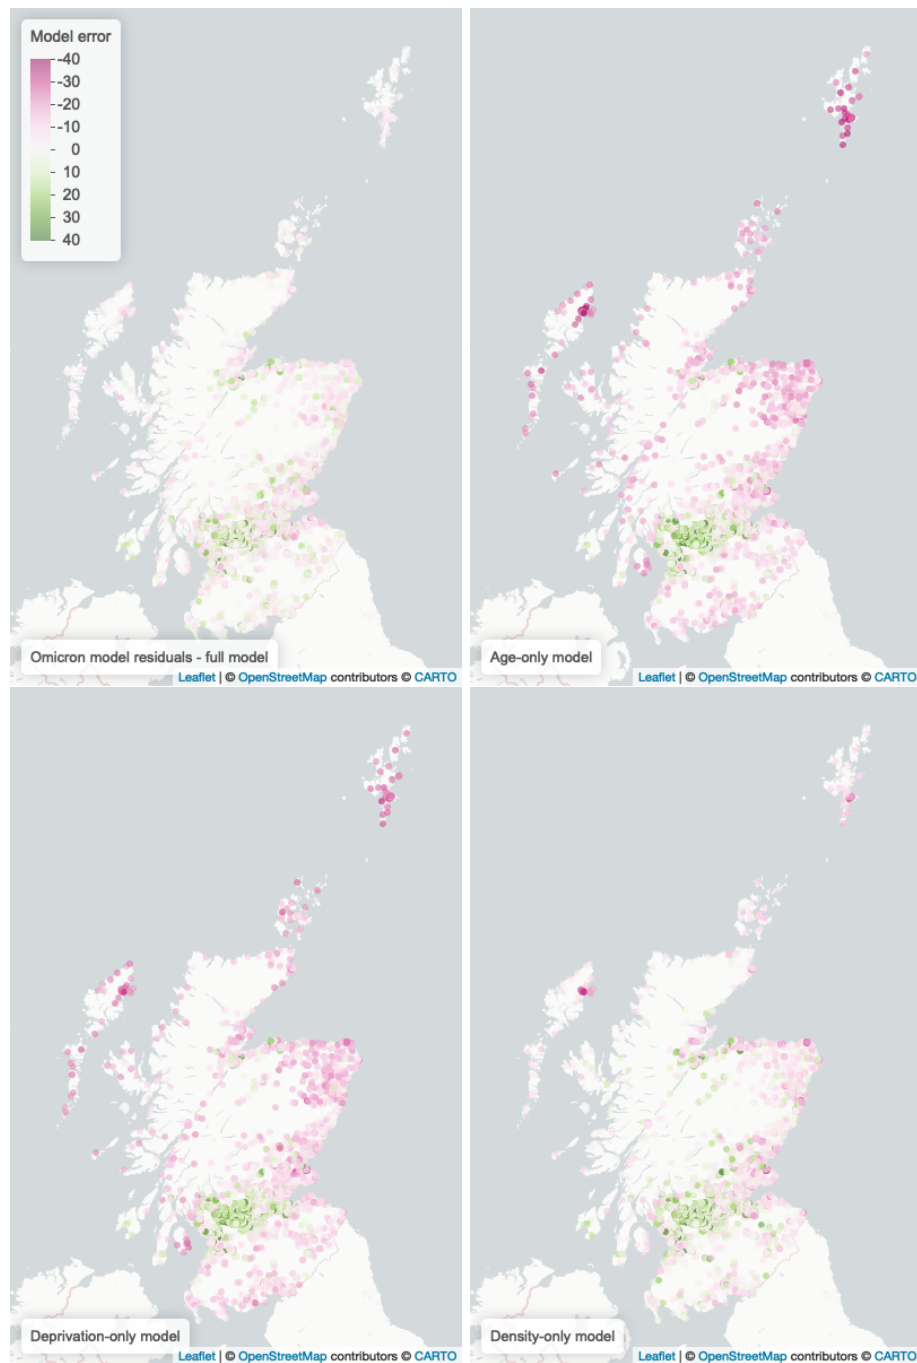 Model error
-40
-30
-20
-10
0
10
20
30
40
Omicron model residuals - full model
Leaflet | © OpenStreetMap contributors © CARTO
Age-only model
Leaflet | © OpenStreetMap contributors © CARTO
Deprivation-only model
Leaflet | © OpenStreetMap contributors © CARTO
Density-only model
Leaflet | © OpenStreetMap contributors © CARTO